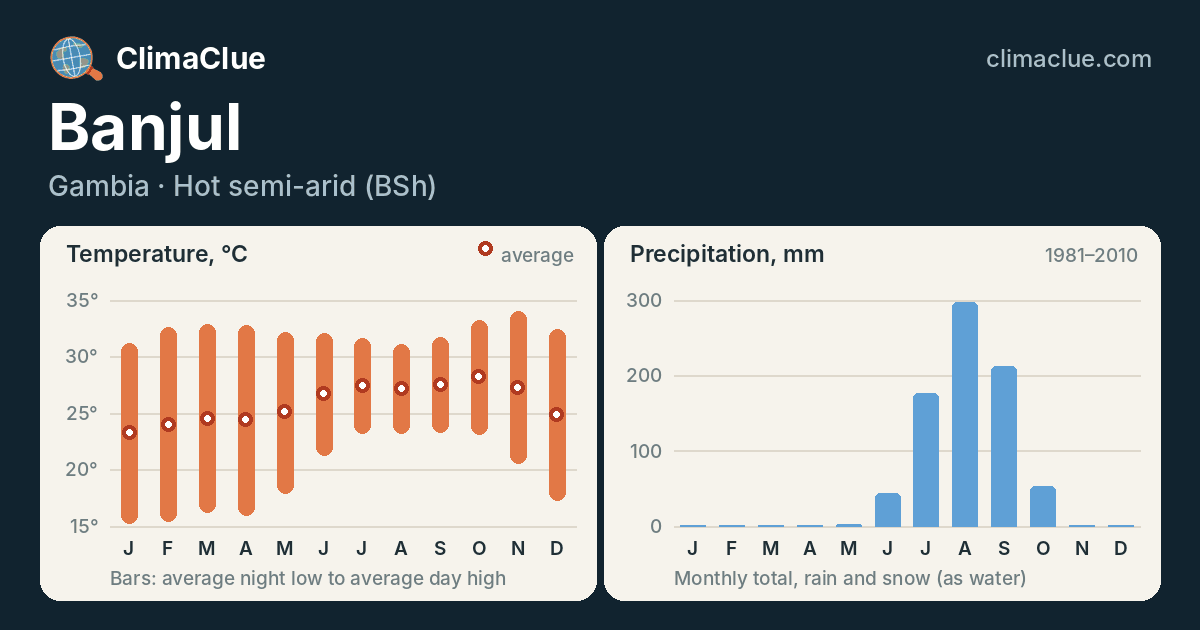 ClimaClue
climaclue.com
Banjul
Gambia · Hot semi-arid (BSh)
Temperature, °C
average
35°
30°
25°
20°
15°
J F M A M J J A S O N D
Bars: average night low to average day high
Precipitation, mm
1981–2010
300
200
100
0
J F M A M J J A S O N D
Monthly total, rain and snow (as water)